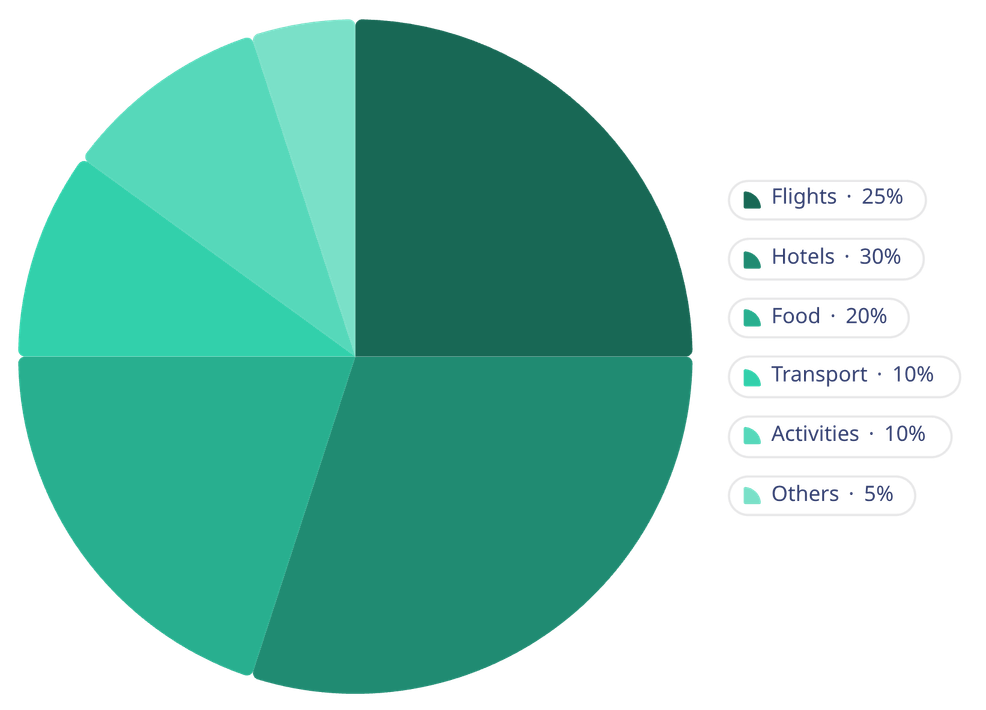 Flights · 25%
Hotels · 30%
Food · 20%
Transport · 10%
Activities · 10%
Others · 5%